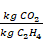 kg CO₂
kg C₂H₄